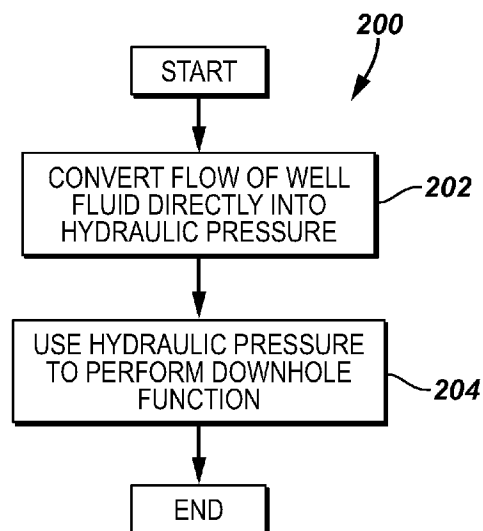 200
START
CONVERT FLOW OF WELL
FLUID DIRECTLY INTO
HYDRAULIC PRESSURE
202
USE HYDRAULIC PRESSURE
TO PERFORM DOWNHOLE
FUNCTION
204
END